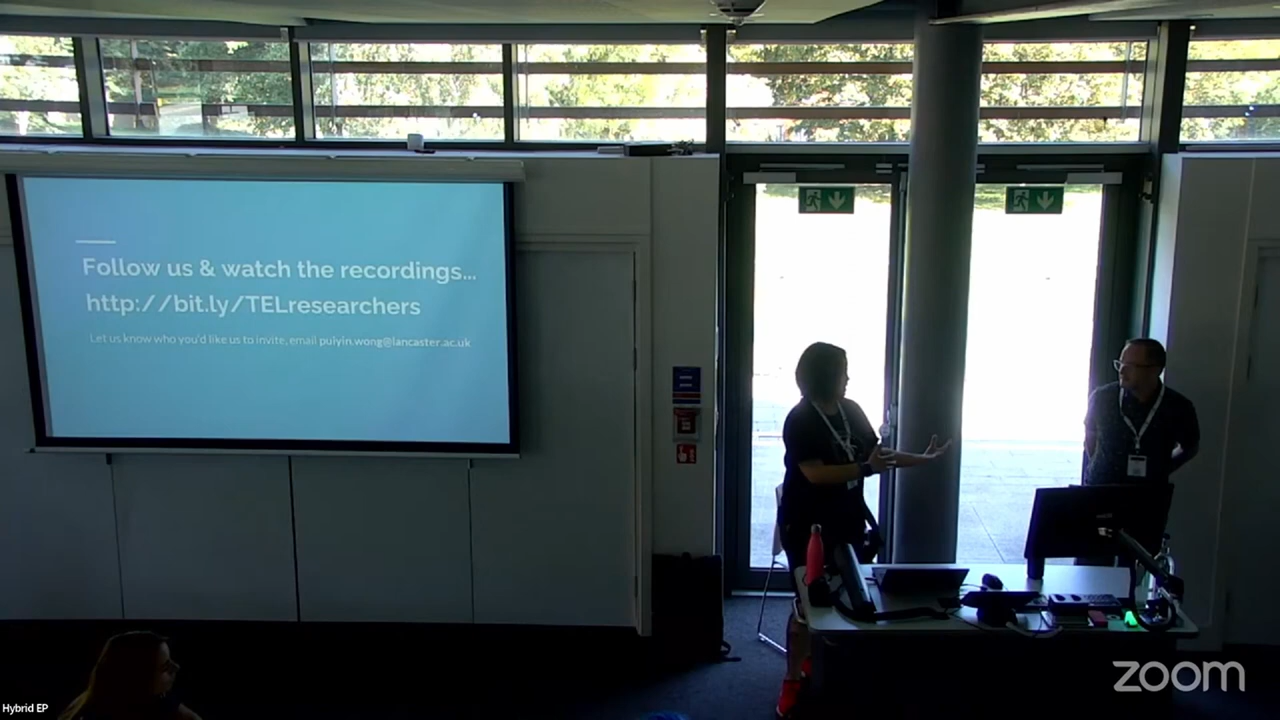 Follow us & watch the recordings...
http://bit.ly/TELresearchers
Let us know who you'd like us to invite, email puiyin.wong@lancaster.ac.uk
zoom
Hybrid EP